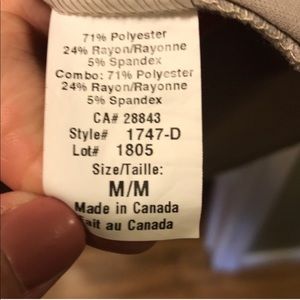 71% Polyester
24% Rayon/Rayonne
5% Spandex
Combo: 71% Polyester
24% Rayon/Rayonne
5% Spandex
CA# 28843
Style# 1747-D
Lot# 1805
Size/Taille:
M/M
Made in Canada
ait au Canada